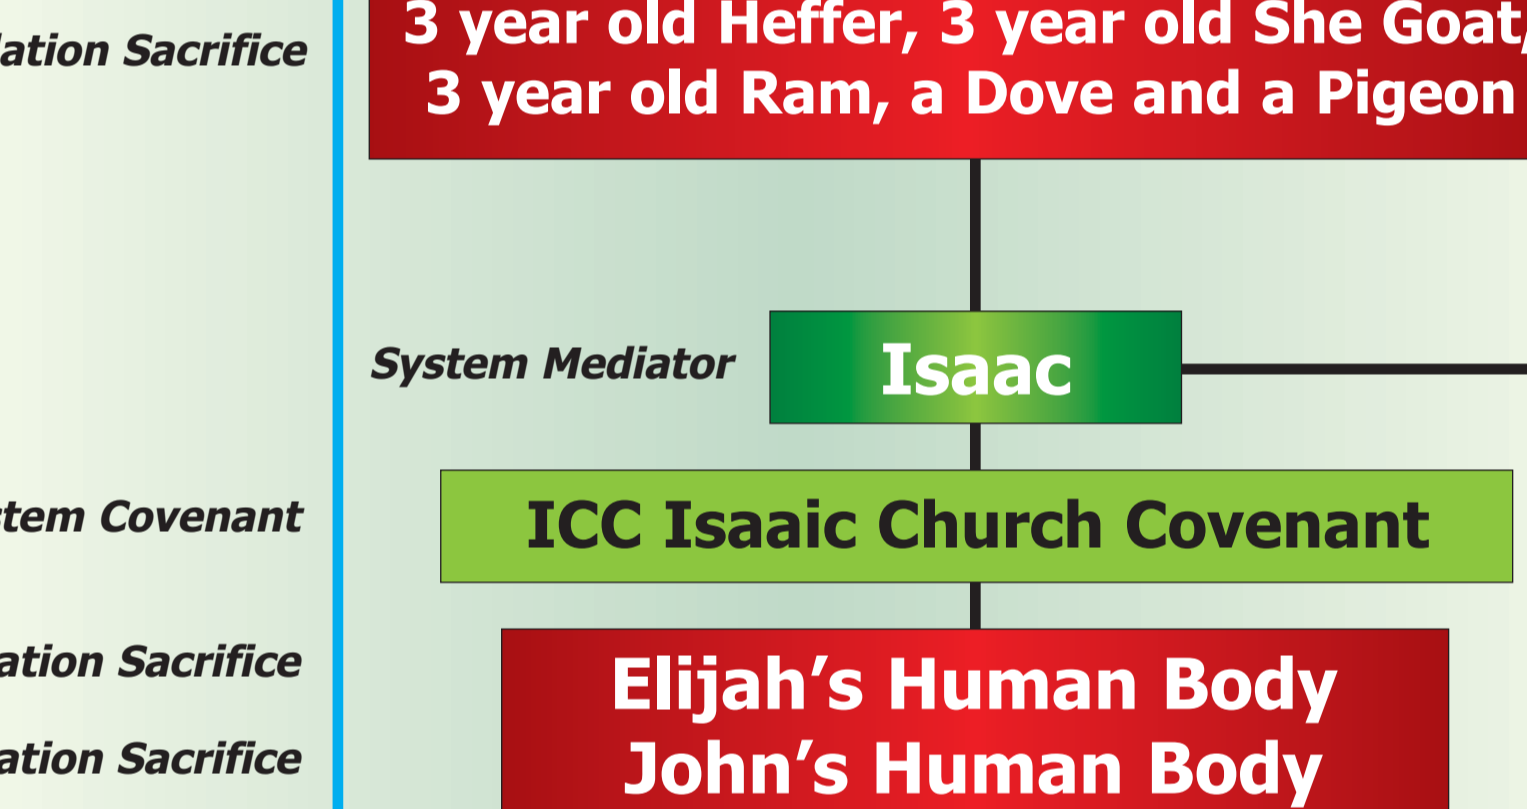 3 year old Heffer, 3 year old She Goat,
ation Sacrifice
3 year old Ram, a Dove and a Pigeon
System Mediator
Isaac
tem Covenant
ICC Isaaic Church Covenant
ation Sacrifice
Elijah’s Human Body
ation Sacrifice
John’s Human Body